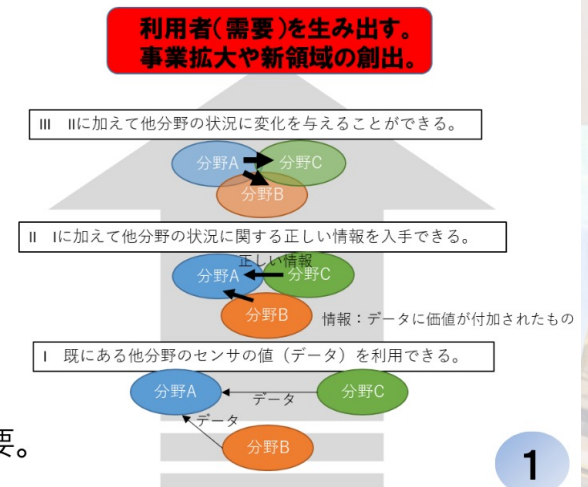 利用者(需要)を生み出す。
事業拡大や新領域の創出。
III IIに加えて他分野の状況に変化を与えることができる。
分野A
分野C
分野B
II Iに加えて他分野の状況に関する正しい情報を入手できる。
正しい情報
分野A
分野C
分野B
情報：データに価値が付加されたもの
I 既にある他分野のセンサの値（データ）を利用できる。
分野A
データ
分野C
データ
分野B
要。
1